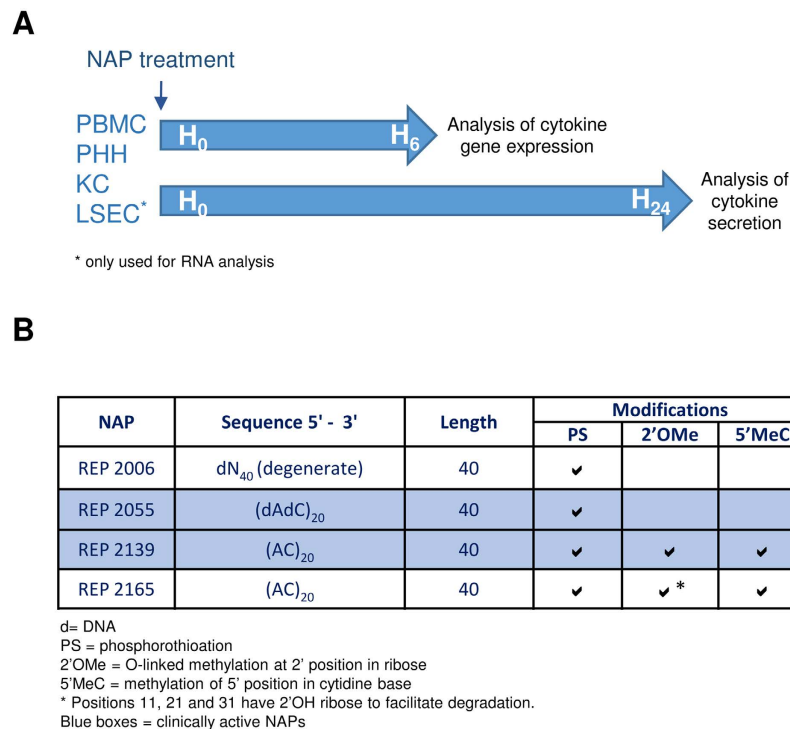 A
NAP treatment
PBMC
PHH
KC
LSEC*
H0 H6
Analysis of cytokine
gene expression
H0 H24
Analysis of
cytokine
secretion
* only used for RNA analysis
B
NAP Sequence 5' - 3' Length Modifications
PS 2'OMe 5'MeC
REP 2006 dN40 (degenerate) 40 ✔
REP 2055 (dAdC)20 40 ✔
REP 2139 (AC)20 40 ✔ ✔ ✔
REP 2165 (AC)20 40 ✔ ✔* ✔
d= DNA
PS = phosphorothioation
2'OMe = O-linked methylation at 2' position in ribose
5'MeC = methylation of 5' position in cytidine base
* Positions 11, 21 and 31 have 2'OH ribose to facilitate degradation.
Blue boxes = clinically active NAPs